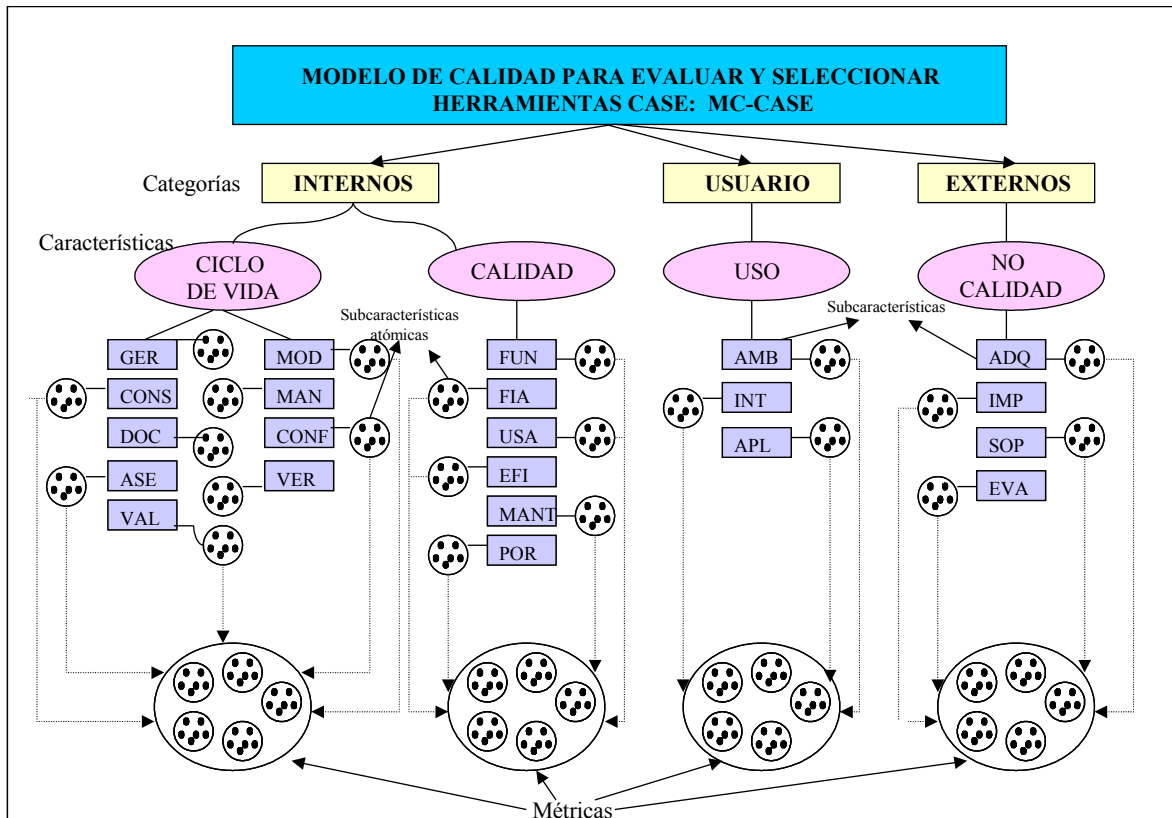 MODELO DE CALIDAD PARA EVALUAR Y SELECCIONAR
HERRAMIENTAS CASE: MC-CASE
Categorías
INTERNOS
USUARIO
EXTERNOS
Características
CICLO
DE VIDA
CALIDAD
USO
NO
CALIDAD
Subcaracterísticas
atómicas
Subcaracterísticas
GER
MOD
FUN
AMB
ADQ
CONS
MAN
FIA
INT
IMP
DOC
CONF
USA
APL
SOP
ASE
VER
EFI
EVA
VAL
MANT
POR
Métricas